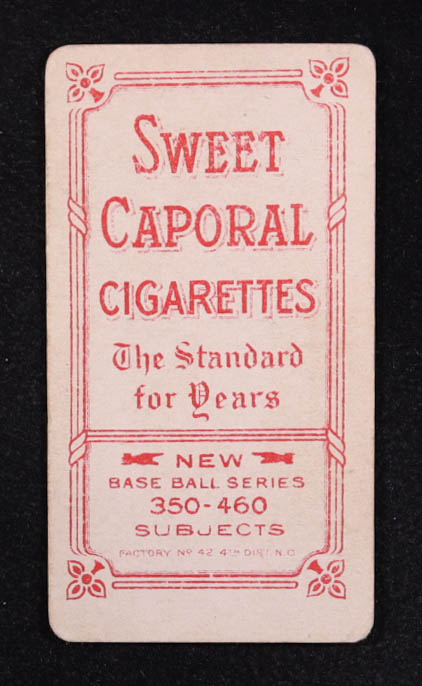 SWEET
CAPORAL
CIGARETTES
The Standard
for Years
NEW
BASE BALL SERIES
350-460
SUBJECTS
FACTORY Nº 42 4TH DIST. N.C